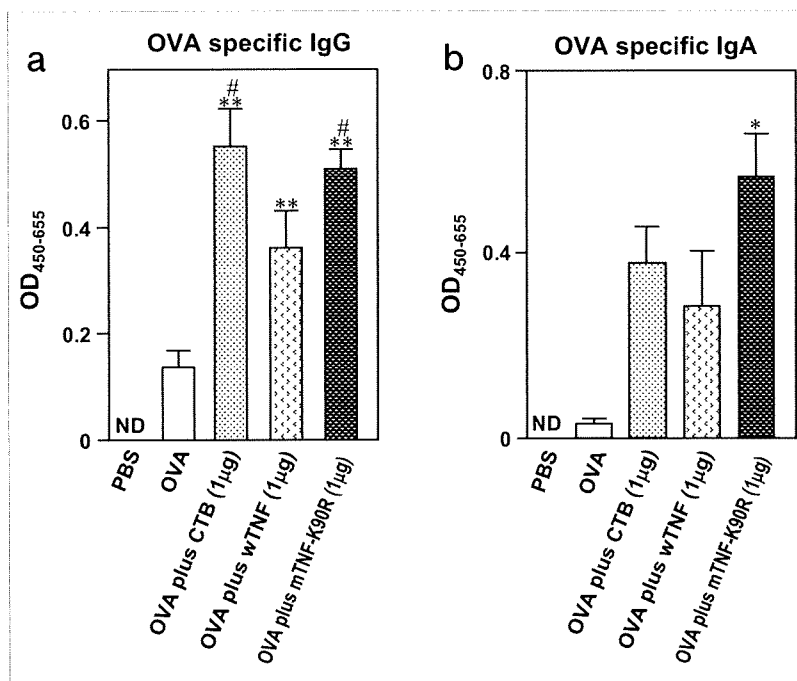 a
OVA specific IgG
OD450-655
0.6
0.4
0.2
0
#
**
**
#
**
ND
PBS
OVA
OVA plus CTB (1μg)
OVA plus wTNF (1μg)
OVA plus mTNF-K90R (1μg)
b
OVA specific IgA
OD450-655
0.8
0.4
0
*
ND
PBS
OVA
OVA plus CTB (1μg)
OVA plus wTNF (1μg)
OVA plus mTNF-K90R (1μg)